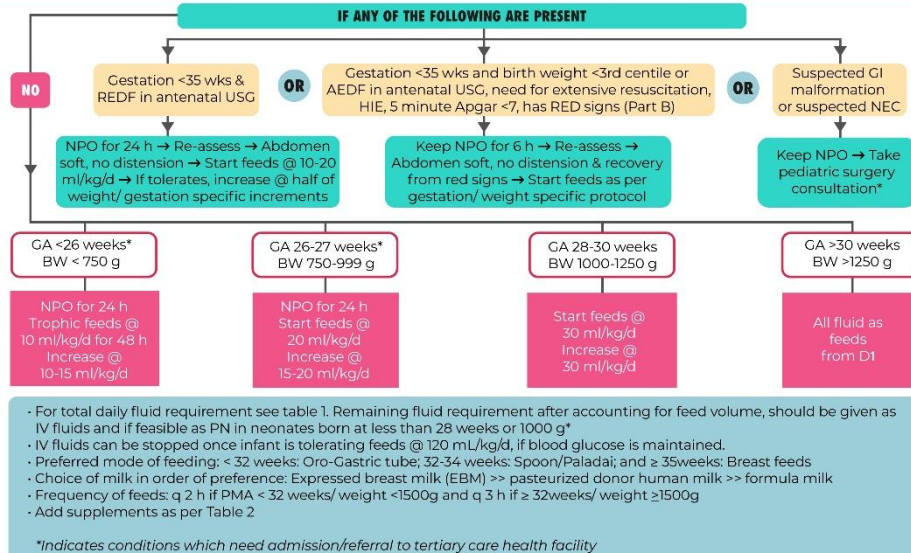 IF ANY OF THE FOLLOWING ARE PRESENT
NO
Gestation <35 wks &
REDF in antenatal USG
OR
Gestation <35 wks and birth weight <3rd centile or
AEDF in antenatal USG, need for extensive resuscitation,
HIE, 5 minute Apgar <7, has RED signs (Part B)
OR
Suspected GI
malformation
or suspected NEC
NPO for 24 h → Re-assess → Abdomen
soft, no distension → Start feeds @ 10-20
ml/kg/d → If tolerates, increase @ half of
weight/ gestation specific increments
Keep NPO for 6 h → Re-assess →
Abdomen soft, no distension & recovery
from red signs → Start feeds as per
gestation/ weight specific protocol
Keep NPO → Take
pediatric surgery
consultation*
GA <26 weeks*
BW < 750 g
GA 26-27 weeks*
BW 750-999 g
GA 28-30 weeks
BW 1000-1250 g
GA >30 weeks
BW >1250 g
NPO for 24 h
Trophic feeds @
10 ml/kg/d for 48 h
Increase @
10-15 ml/kg/d
NPO for 24 h
Start feeds @
20 ml/kg/d
Increase @
15-20 ml/kg/d
Start feeds @
30 ml/kg/d
Increase @
30 ml/kg/d
All fluid as
feeds
from D1
• For total daily fluid requirement see table 1. Remaining fluid requirement after accounting for feed volume, should be given as
IV fluids and if feasible as PN in neonates born at less than 28 weeks or 1000 g*
• IV fluids can be stopped once infant is tolerating feeds @ 120 mL/kg/d, if blood glucose is maintained.
• Preferred mode of feeding: < 32 weeks: Oro-Gastric tube; 32-34 weeks: Spoon/Paladai; and ≥ 35weeks: Breast feeds
• Choice of milk in order of preference: Expressed breast milk (EBM) >> pasteurized donor human milk >> formula milk
• Frequency of feeds: q 2 h if PMA < 32 weeks/ weight <1500g and q 3 h if ≥ 32weeks/ weight ≥1500g
• Add supplements as per Table 2
*Indicates conditions which need admission/referral to tertiary care health facility